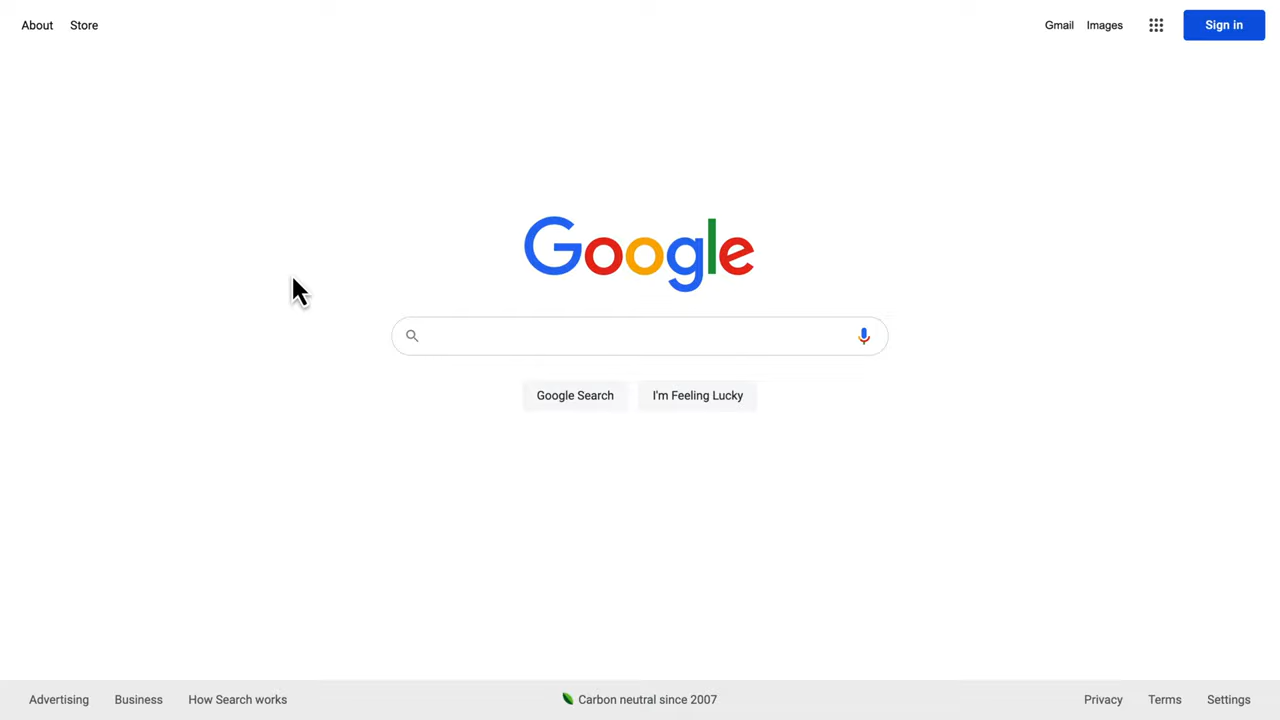 About Store Gmail Images Sign in
Google
Google Search I'm Feeling Lucky
Advertising Business How Search works Carbon neutral since 2007 Privacy Terms Settings